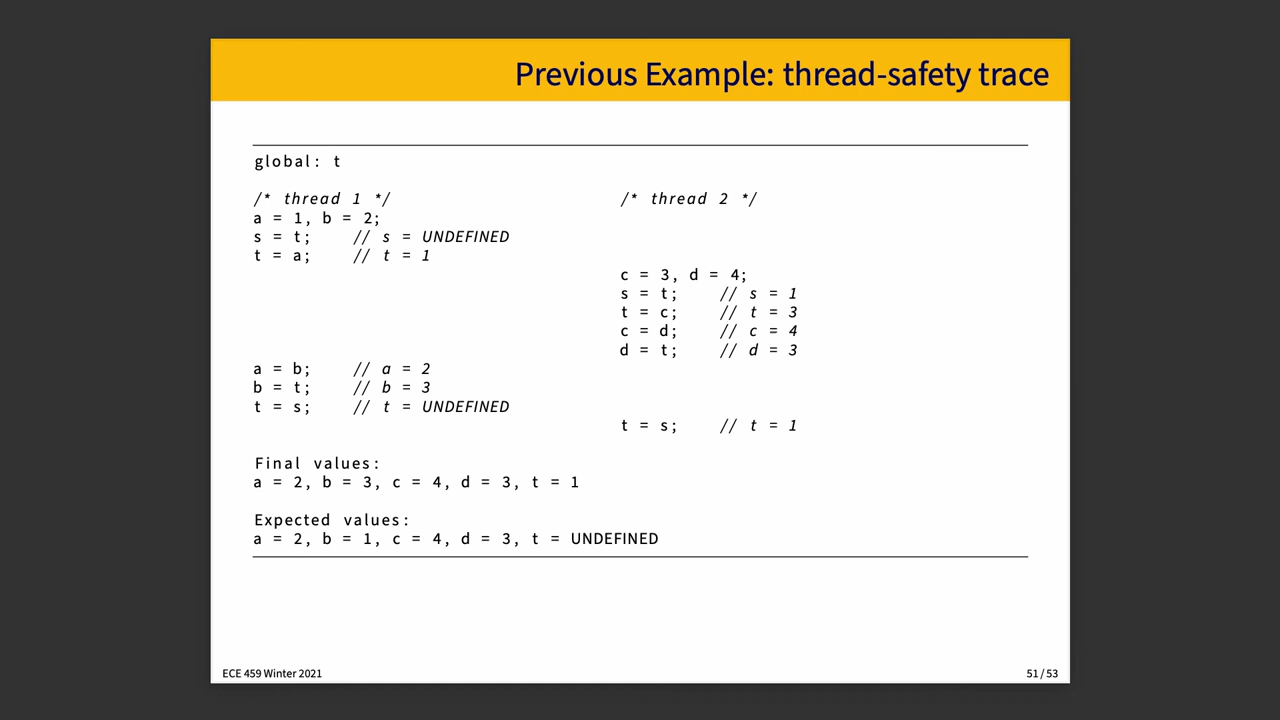 Previous Example: thread-safety trace
global: t
/* thread 1 */ /* thread 2 */
a = 1, b = 2;
s = t; // s = UNDEFINED
t = a; // t = 1
c = 3, d = 4;
s = t; // s = 1
t = c; // t = 3
c = d; // c = 4
d = t; // d = 3
a = b; // a = 2
b = t; // b = 3
t = s; // t = UNDEFINED
t = s; // t = 1
Final values:
a = 2, b = 3, c = 4, d = 3, t = 1
Expected values:
a = 2, b = 1, c = 4, d = 3, t = UNDEFINED
ECE 459 Winter 2021 51 / 53